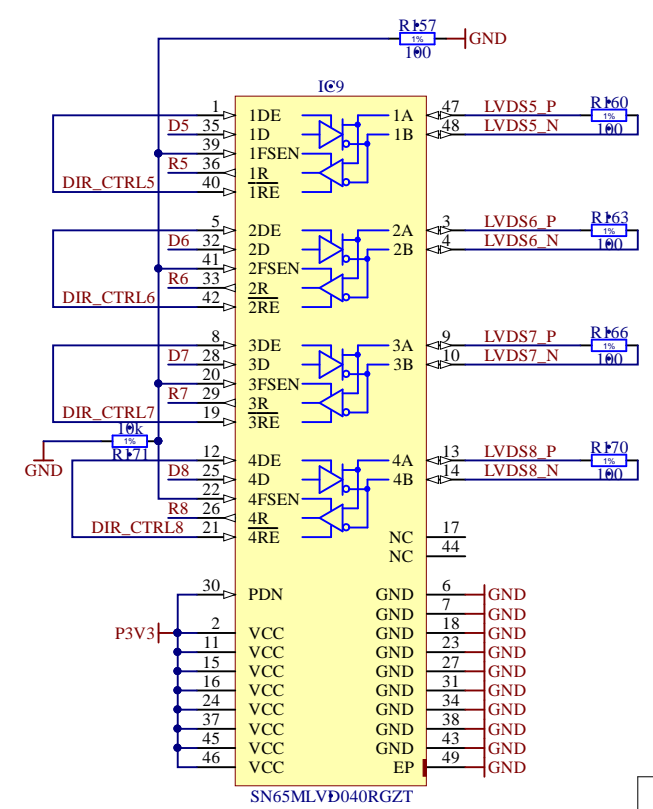 R157
1%
GND
100
IC9
1 1DE 1A 47 LVDS5_P R160
1%
D5 35 1D 1B 48 LVDS5_N 100
39 1FSEN
R5 36 1R
DIR_CTRL5 40 1RE
5 2DE 2A 3 LVDS6_P R163
1%
D6 32 2D 2B 4 LVDS6_N 100
41 2FSEN
R6 33 2R
DIR_CTRL6 42 2RE
8 3DE 3A 9 LVDS7_P R166
1%
D7 28 3D 3B 10 LVDS7_N 100
20 3FSEN
R7 29 3R
DIR_CTRL7 19 3RE
10k
1%
GND R171
12 4DE 4A 13 LVDS8_P R170
1%
D8 25 4D 4B 14 LVDS8_N 100
22 4FSEN
R8 26 4R
DIR_CTRL8 21 4RE
NC 17
NC 44
30 PDN GND 6 GND
GND 7 GND
P3V3 2 VCC GND 18 GND
11 VCC GND 23 GND
15 VCC GND 27 GND
16 VCC GND 31 GND
24 VCC GND 34 GND
37 VCC GND 38 GND
45 VCC GND 43 GND
46 VCC EP 49 GND
SN65MLVD040RGZT